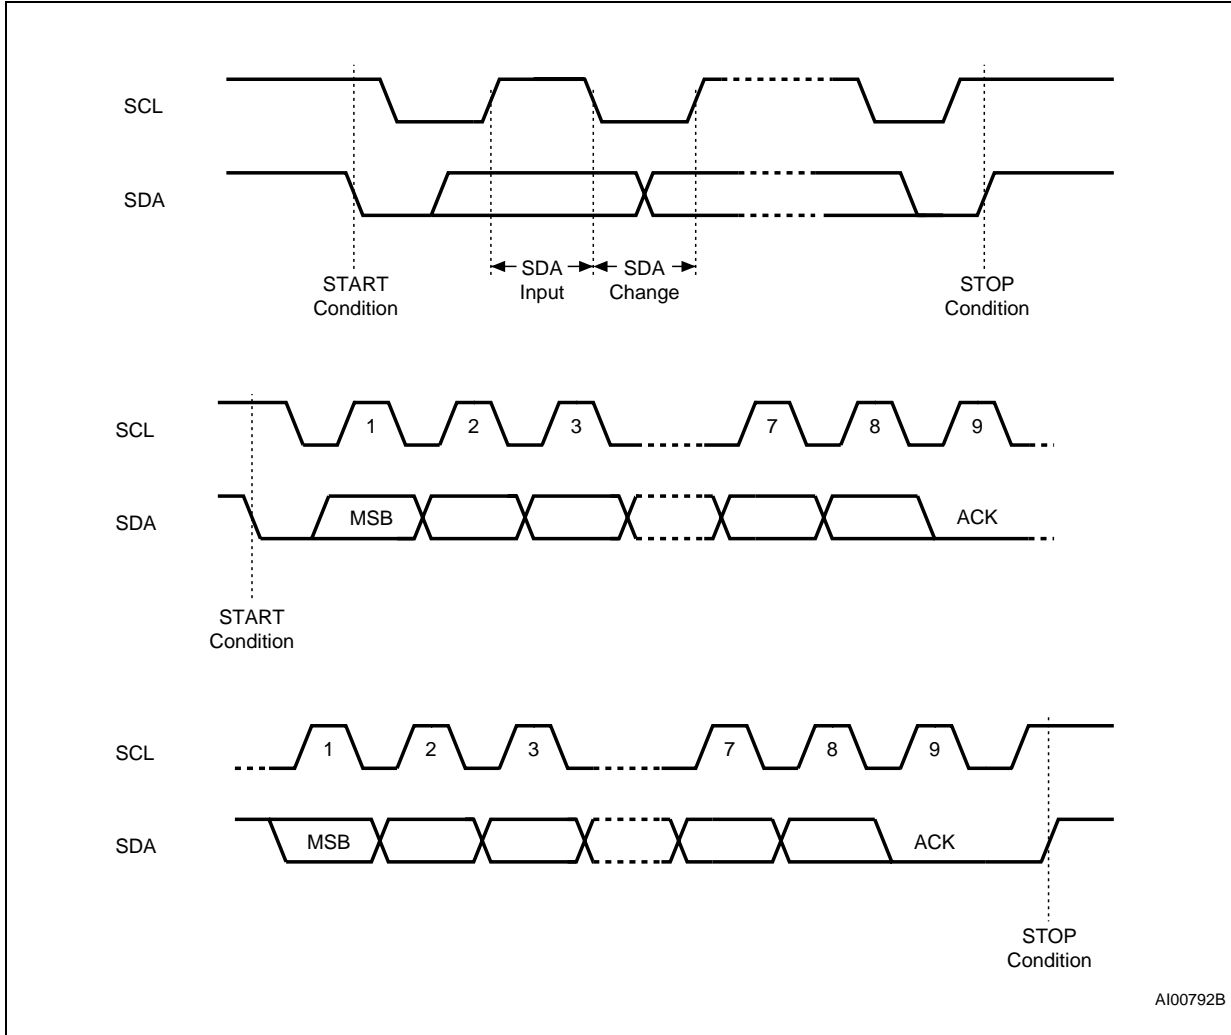 SCL
SDA
SDA
Input
SDA
Change
START
Condition
STOP
Condition
SCL
1
2
3
7
8
9
SDA
MSB
ACK
START
Condition
SCL
1
2
3
7
8
9
SDA
MSB
ACK
STOP
Condition
AI00792B